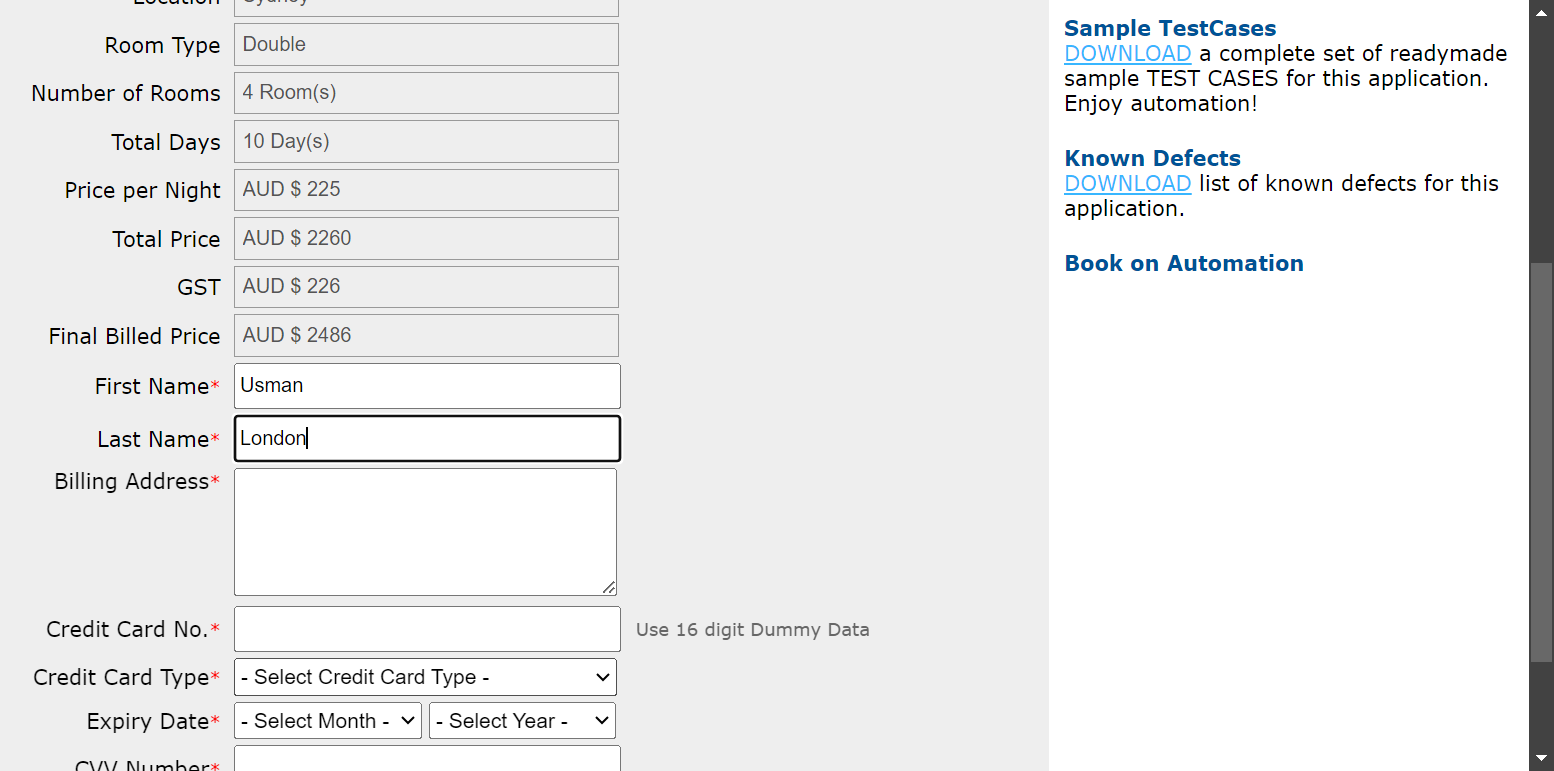 Location Sydney
Room Type Double
Number of Rooms 4 Room(s)
Total Days 10 Day(s)
Price per Night AUD $ 225
Total Price AUD $ 2260
GST AUD $ 226
Final Billed Price AUD $ 2486
First Name* Usman
Last Name* London
Billing Address*
Credit Card No.* Use 16 digit Dummy Data
Credit Card Type* - Select Credit Card Type -
Expiry Date* - Select Month - - Select Year -
CVV Number*
Sample TestCases
DOWNLOAD a complete set of readymade
sample TEST CASES for this application.
Enjoy automation!
Known Defects
DOWNLOAD list of known defects for this
application.
Book on Automation